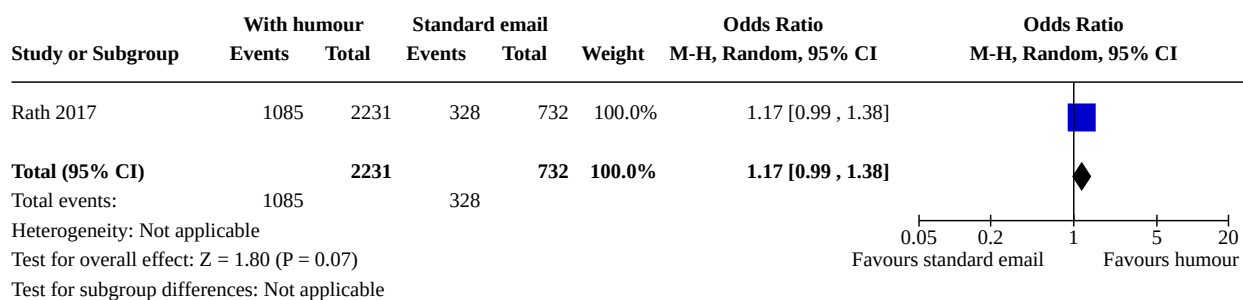 With humour Standard email Odds Ratio Odds Ratio
Study or Subgroup Events Total Events Total Weight M-H, Random, 95% CI M-H, Random, 95% CI
Rath 2017 1085 2231 328 732 100.0% 1.17 [0.99 , 1.38]
Total (95% CI) 2231 732 100.0% 1.17 [0.99 , 1.38]
Total events: 1085 328
Heterogeneity: Not applicable
0.05 0.2 1 5 20
Test for overall effect: Z = 1.80 (P = 0.07) Favours standard email Favours humour
Test for subgroup differences: Not applicable